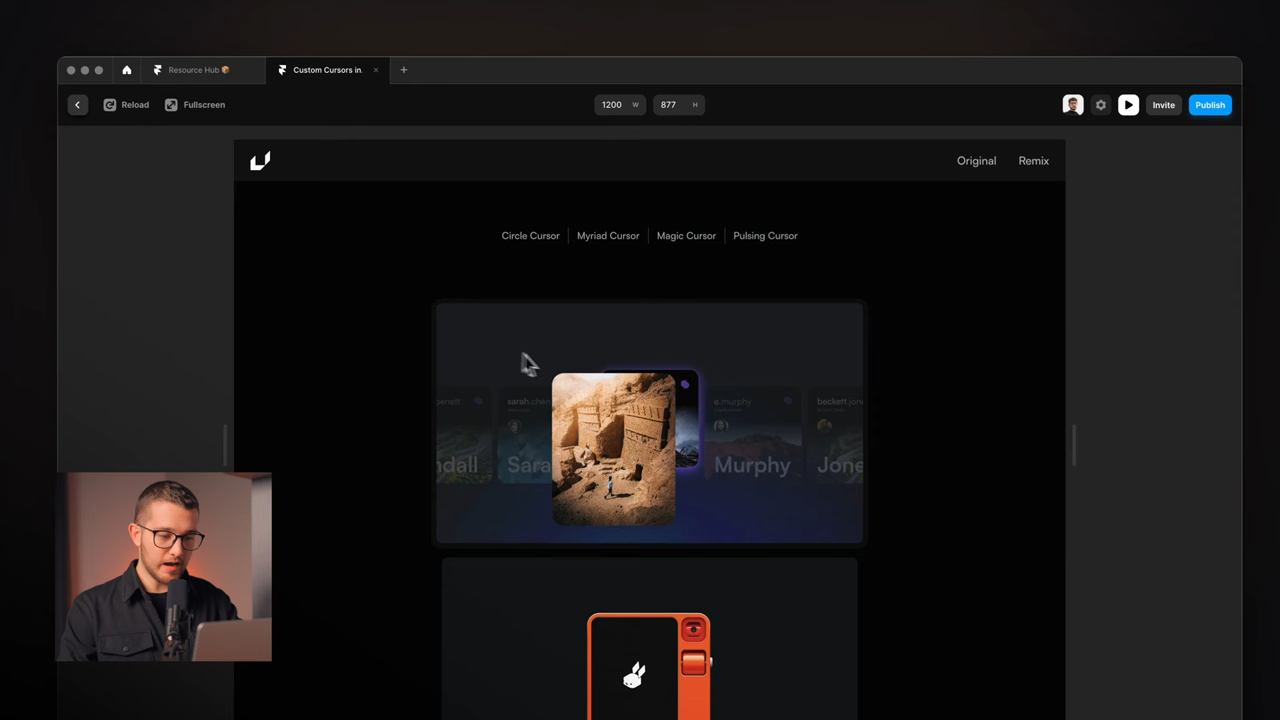 Resource Hub
Custom Cursors in
Reload
Fullscreen
1200 W
877 H
Invite
Publish
Original
Remix
Circle Cursor
Myriad Cursor
Magic Cursor
Pulsing Cursor
sarah.chen
e.murphy
beckett.jone
ndall
Sara
Murphy
Jone